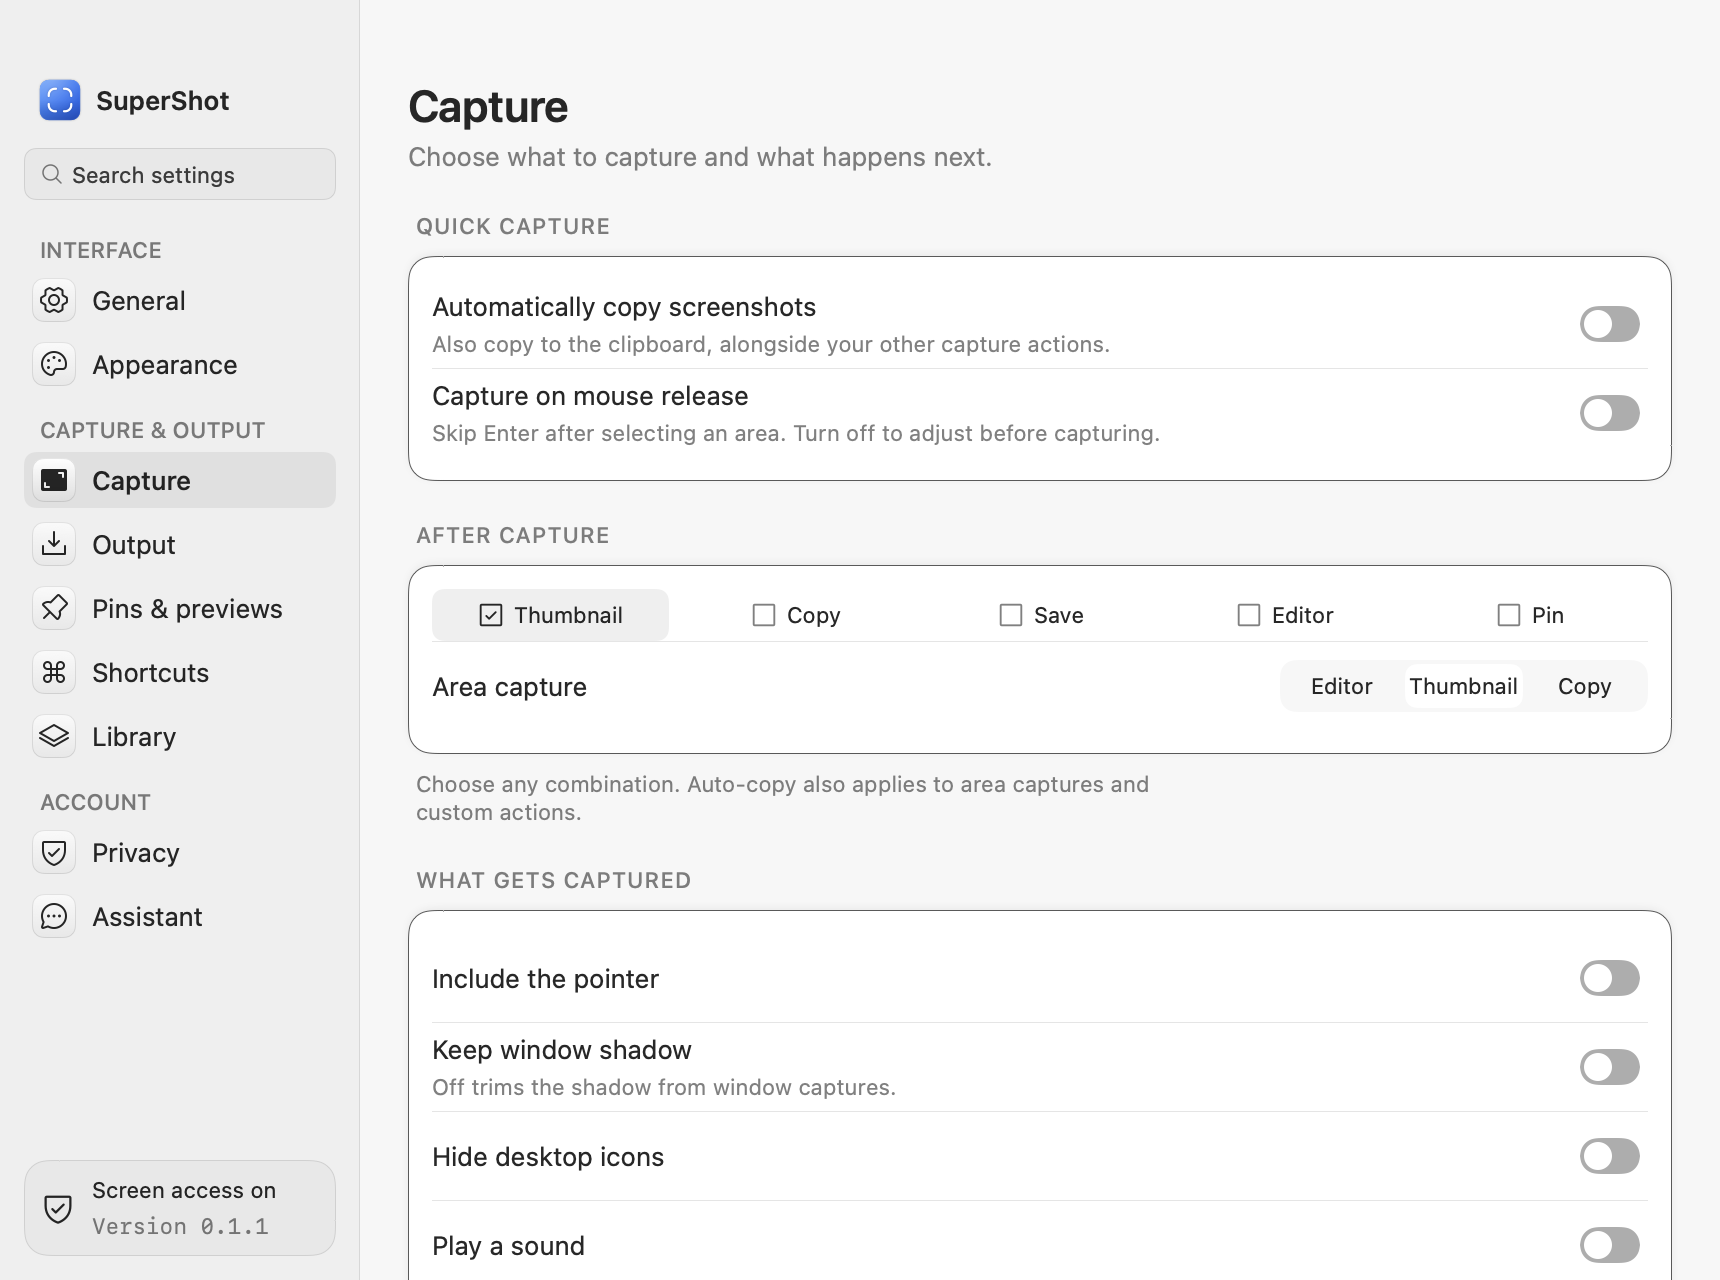 SuperShot
Search settings
INTERFACE
General
Appearance
CAPTURE & OUTPUT
Capture
Output
Pins & previews
Shortcuts
Library
ACCOUNT
Privacy
Assistant
Screen access on
Version 0.1.1
Capture
Choose what to capture and what happens next.
QUICK CAPTURE
Automatically copy screenshots
Also copy to the clipboard, alongside your other capture actions.
Capture on mouse release
Skip Enter after selecting an area. Turn off to adjust before capturing.
AFTER CAPTURE
Thumbnail Copy Save Editor Pin
Area capture Editor Thumbnail Copy
Choose any combination. Auto-copy also applies to area captures and
custom actions.
WHAT GETS CAPTURED
Include the pointer
Keep window shadow
Off trims the shadow from window captures.
Hide desktop icons
Play a sound